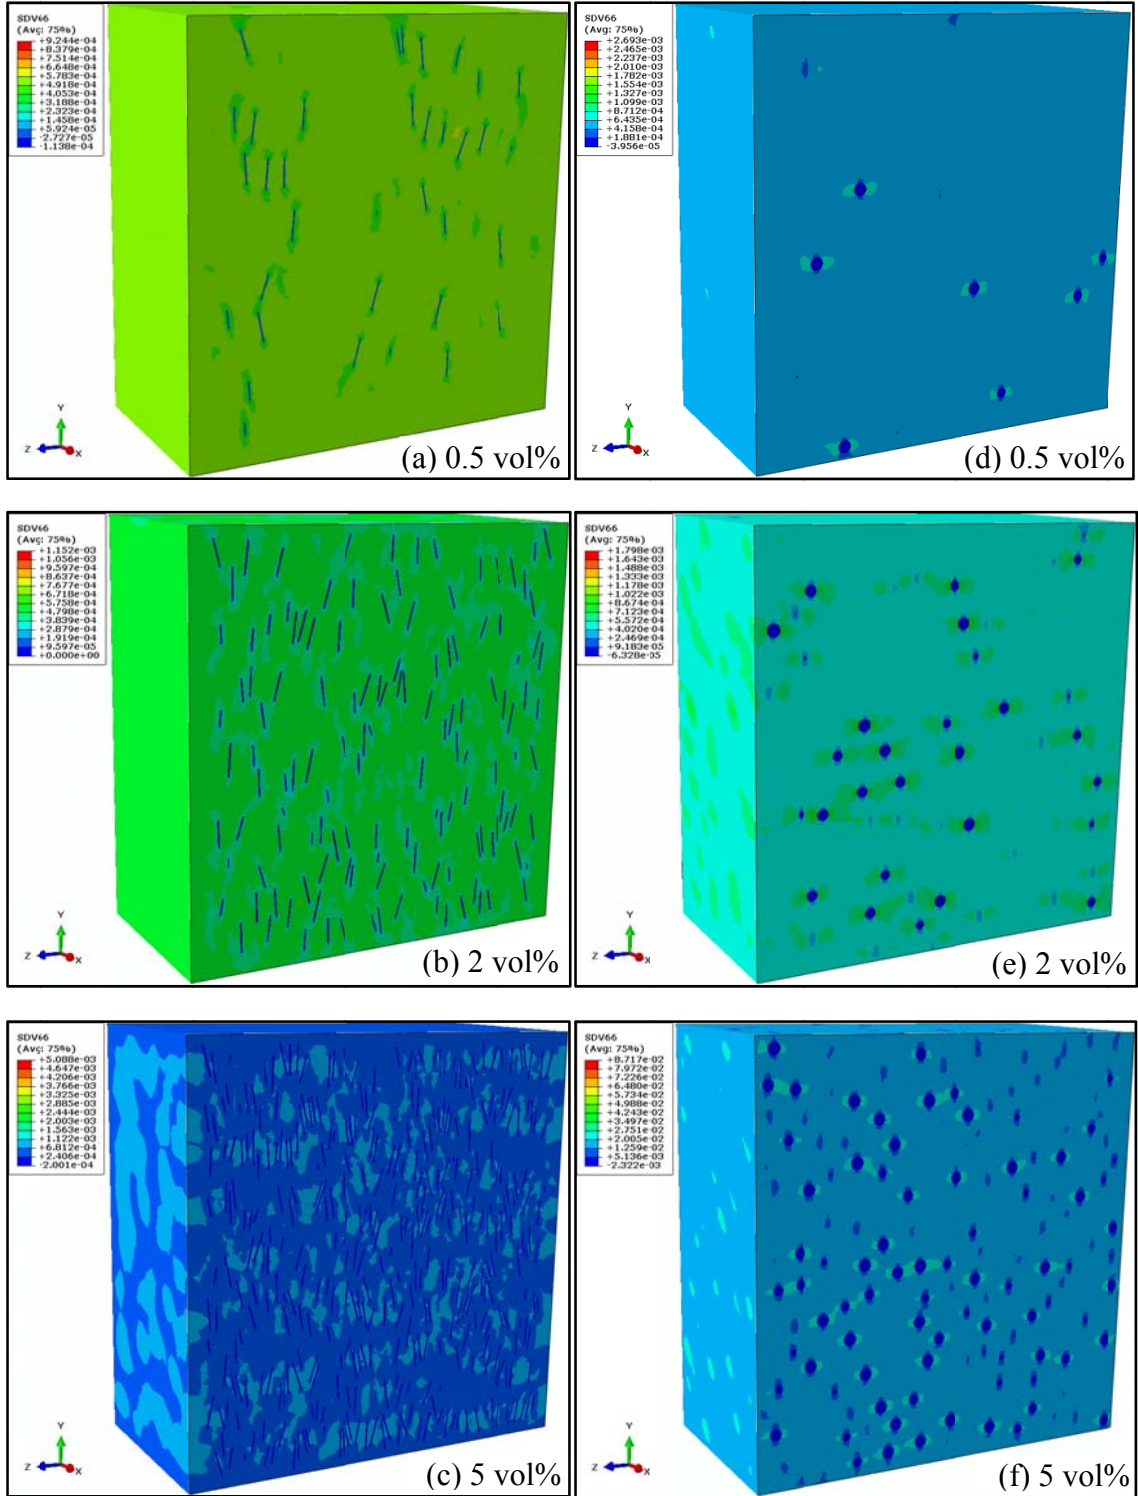 SDV66
(Avg: 75%)
+9.244e-04
+8.379e-04
+7.514e-04
+6.648e-04
+5.783e-04
+4.918e-04
+4.053e-04
+3.188e-04
+2.323e-04
+1.458e-04
+5.924e-05
-2.727e-05
-1.138e-04
Y
Z
X
(a) 0.5 vol%
SDV66
(Avg: 75%)
+2.693e-03
+2.465e-03
+2.237e-03
+2.010e-03
+1.782e-03
+1.554e-03
+1.327e-03
+1.099e-03
+8.712e-04
+6.435e-04
+4.158e-04
+1.881e-04
-3.956e-05
Y
Z
X
(d) 0.5 vol%
SDV66
(Avg: 75%)
+1.152e-03
+1.056e-03
+9.597e-04
+8.637e-04
+7.677e-04
+6.718e-04
+5.758e-04
+4.798e-04
+3.839e-04
+2.879e-04
+1.919e-04
+9.597e-05
+0.000e+00
Y
Z
X
(b) 2 vol%
SDV66
(Avg: 75%)
+1.798e-03
+1.643e-03
+1.488e-03
+1.333e-03
+1.178e-03
+1.022e-03
+8.674e-04
+7.123e-04
+5.572e-04
+4.020e-04
+2.469e-04
+9.183e-05
-6.328e-05
Y
Z
X
(e) 2 vol%
SDV66
(Avg: 75%)
+5.088e-03
+4.647e-03
+4.206e-03
+3.766e-03
+3.325e-03
+2.885e-03
+2.444e-03
+2.003e-03
+1.563e-03
+1.122e-03
+6.812e-04
+2.406e-04
-2.001e-04
Y
Z
X
(c) 5 vol%
SDV66
(Avg: 75%)
+8.717e-02
+7.972e-02
+7.226e-02
+6.480e-02
+5.734e-02
+4.988e-02
+4.243e-02
+3.497e-02
+2.751e-02
+2.005e-02
+1.259e-02
+5.136e-03
-2.322e-03
Y
Z
X
(f) 5 vol%